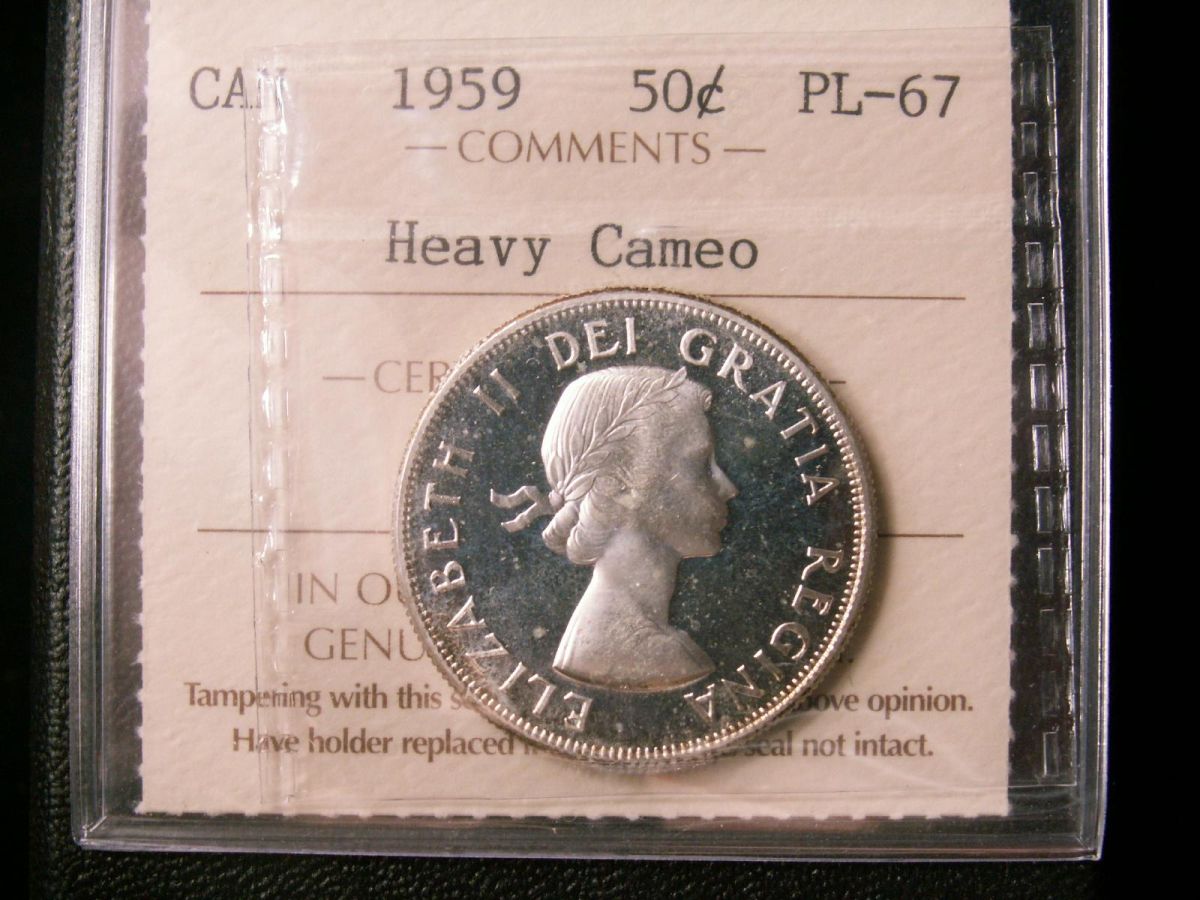 CAN 1959 50¢ PL-67
— COMMENTS —
Heavy Cameo
— CER
ELIZABETH II DEI GRATIA REGINA
IN OU
GENU
Tampering with this s ove opinion.
Have holder replaced seal not intact.